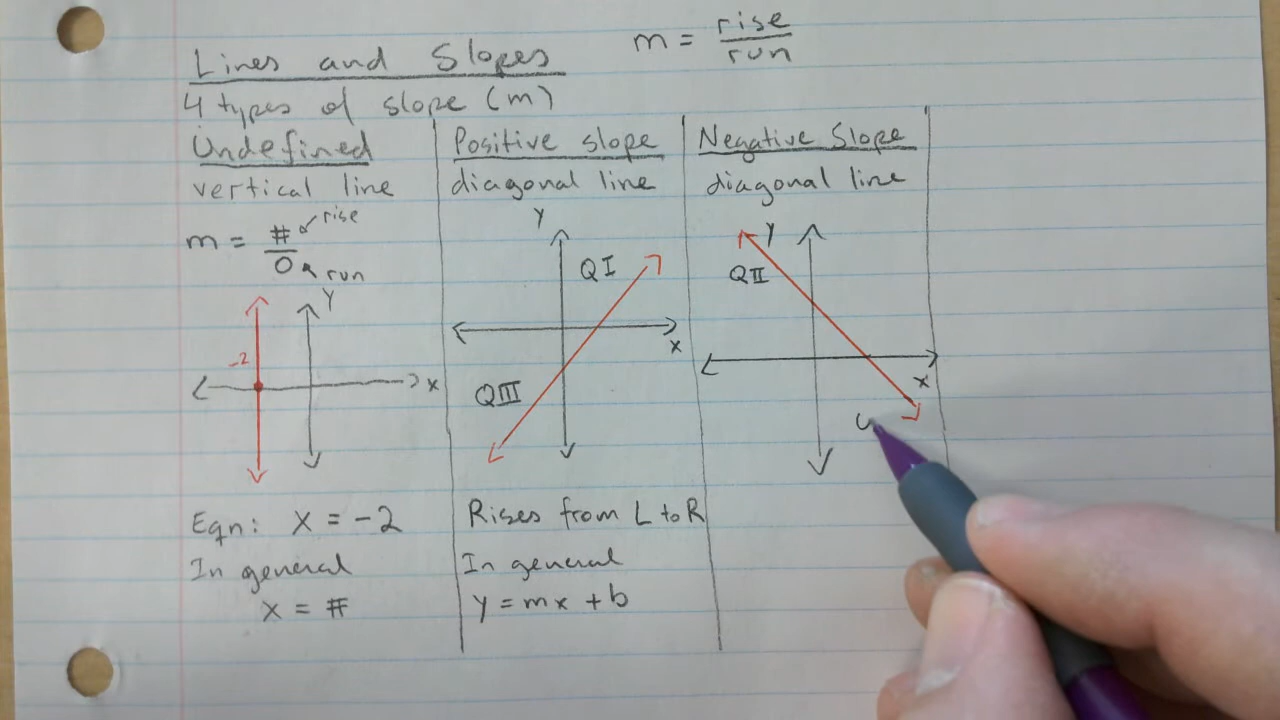 Lines and Slopes
m = rise/run
4 types of slope (m)
Undefined
vertical line
m = #/0
rise
run
Y
-2
X
Eqn: X = -2
In general
X = #
Positive slope
diagonal line
Y
QI
X
QIII
Rises from L to R
In general
Y = mx + b
Negative Slope
diagonal line
Y
QII
X